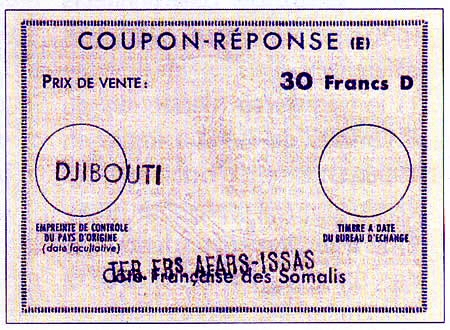 COUPON-RÉPONSE (E)
PRIX DE VENTE: 30 Francs D
DJIBOUTI
EMPREINTE DE CONTROLE
DU PAYS D'ORIGINE
(date facultative)
TIMBRE A DATE
DU BUREAU D'ECHANGE
TER. FRS AFARS-ISSAS
Côte Française des Somalis